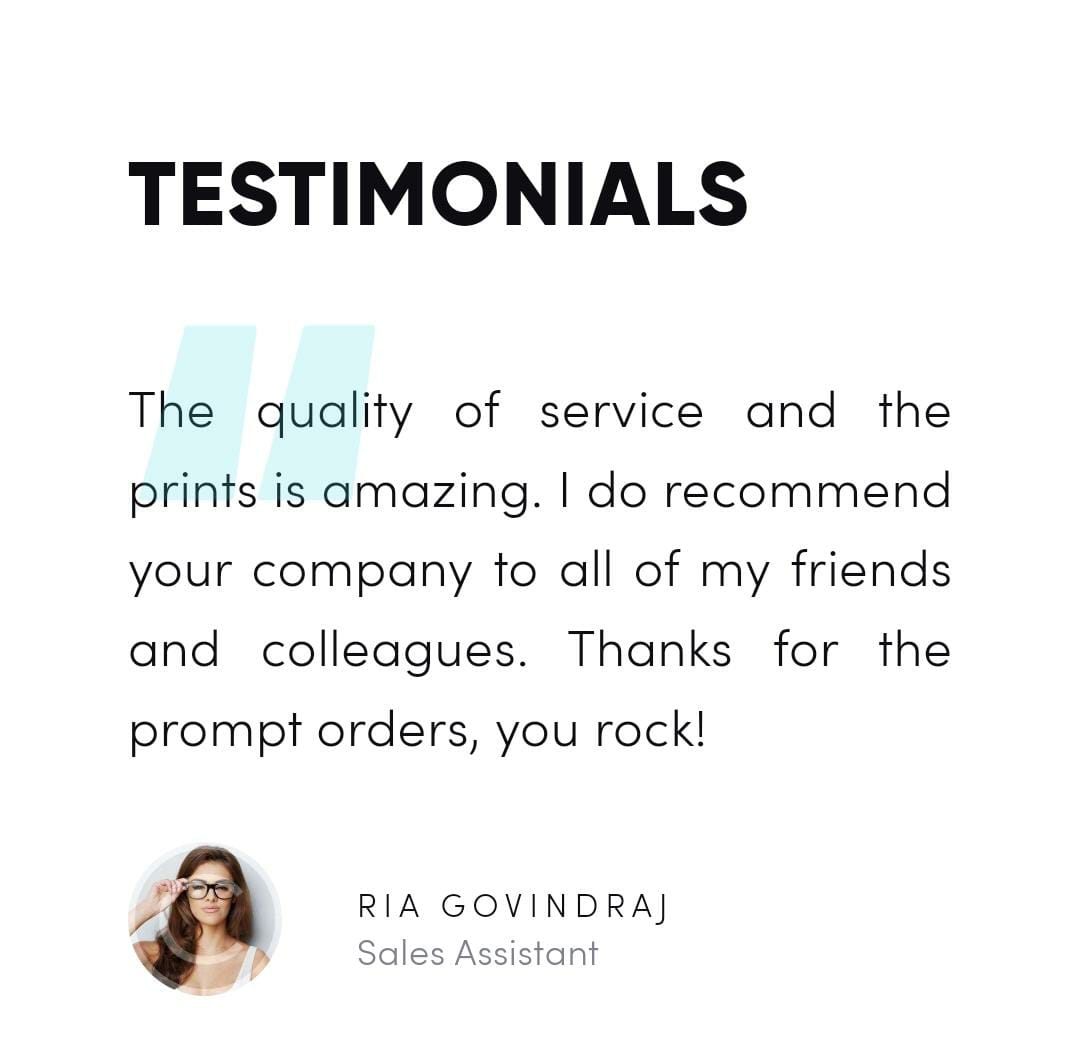 TESTIMONIALS
The quality of service and the
prints is amazing. I do recommend
your company to all of my friends
and colleagues. Thanks for the
prompt orders, you rock!
RIA GOVINDRAJ
Sales Assistant